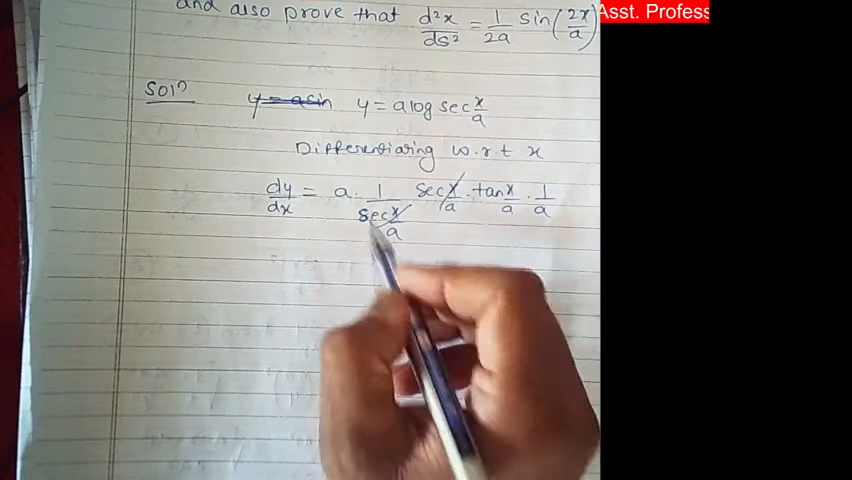 and also prove that d²x/ds² = 1/2a sin(2x/a)
Asst. Profess
Soln
y = a sin y = a log sec x/a
Differentiaring w.r.t x
dy/dx = a · 1/(sec x/a) sec x/a · tan x/a · 1/a